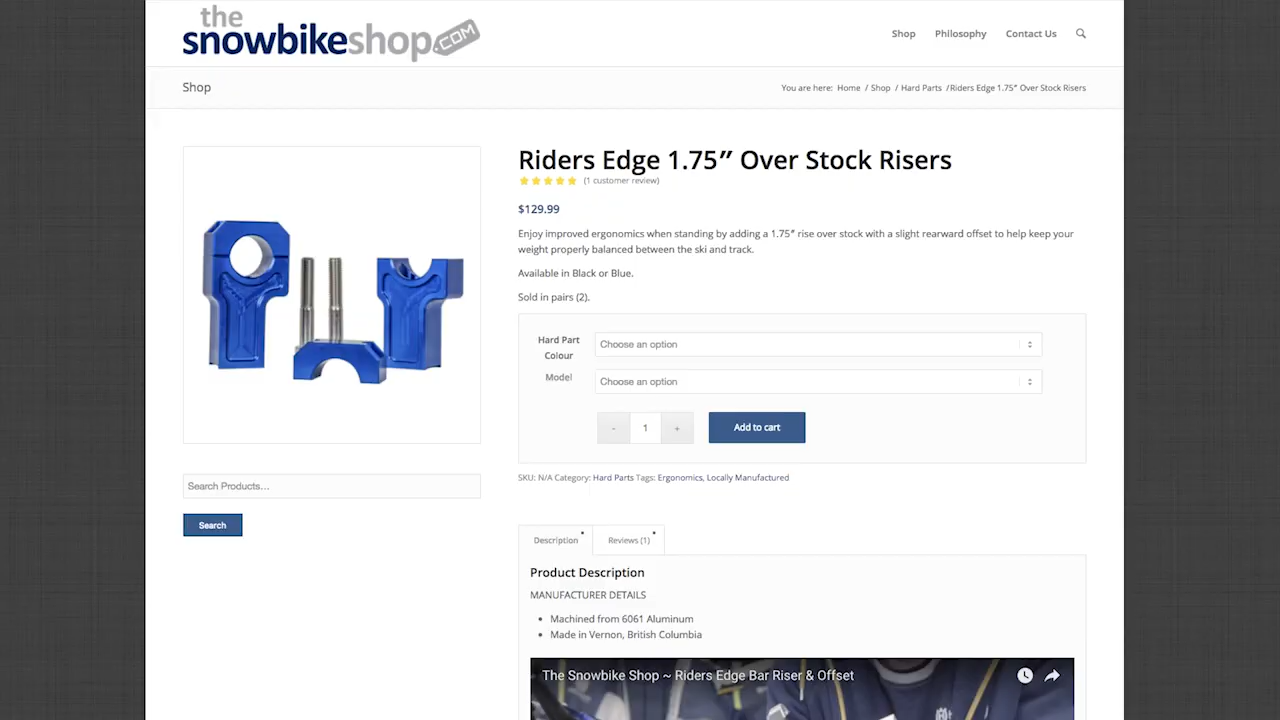 the
snowbikeshop.COM
Shop Philosophy Contact Us
Shop
You are here: Home / Shop / Hard Parts / Riders Edge 1.75″ Over Stock Risers
Riders Edge 1.75″ Over Stock Risers
(1 customer review)
$129.99
Enjoy improved ergonomics when standing by adding a 1.75″ rise over stock with a slight rearward offset to help keep your
weight properly balanced between the ski and track.
Available in Black or Blue.
Sold in pairs (2).
Hard Part
Colour
Choose an option
Model
Choose an option
- 1 +
Add to cart
SKU: N/A Category: Hard Parts Tags: Ergonomics, Locally Manufactured
Search Products...
Search
Description
Reviews (1)
Product Description
MANUFACTURER DETAILS
• Machined from 6061 Aluminum
• Made in Vernon, British Columbia
The Snowbike Shop ~ Riders Edge Bar Riser & Offset